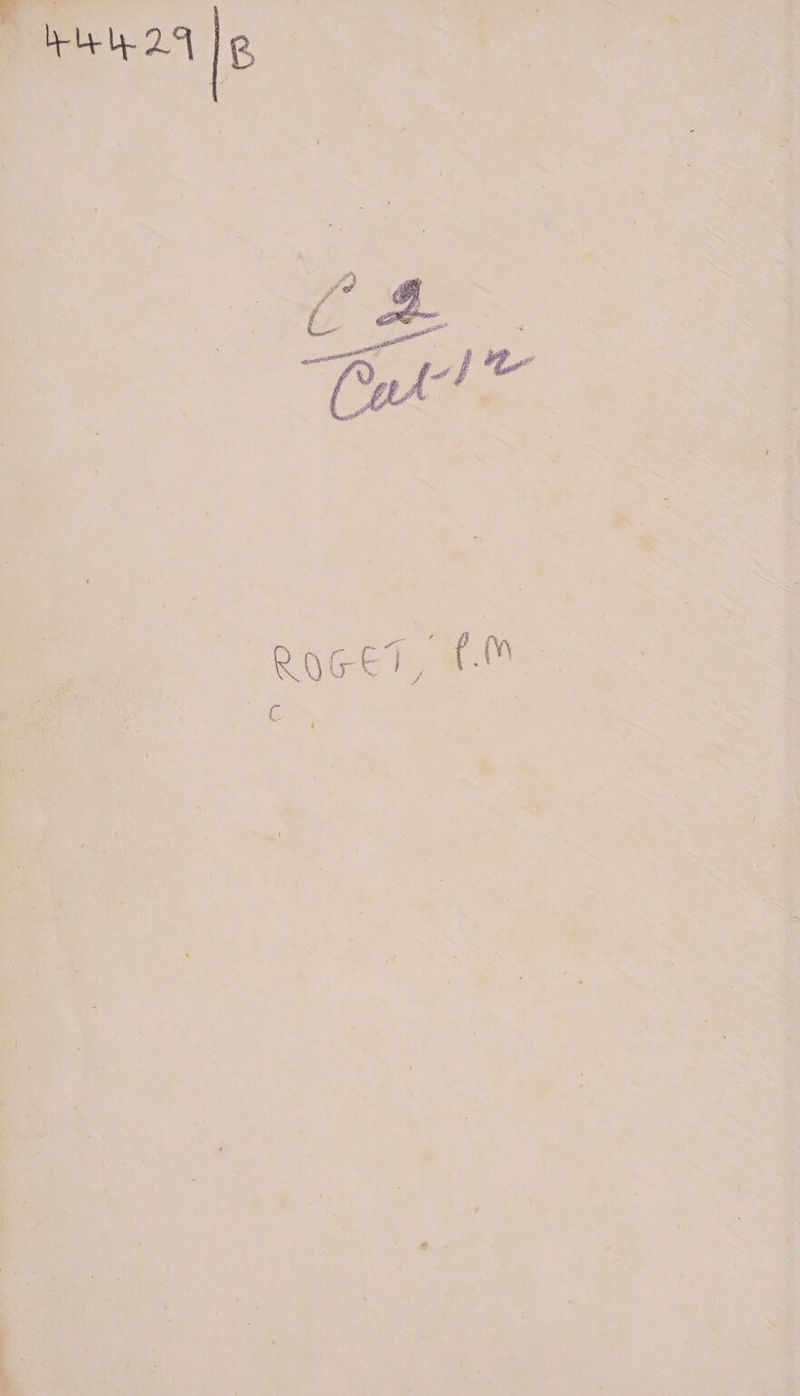 44429/B
C 2
Cat-12
ROGET, P.M
C